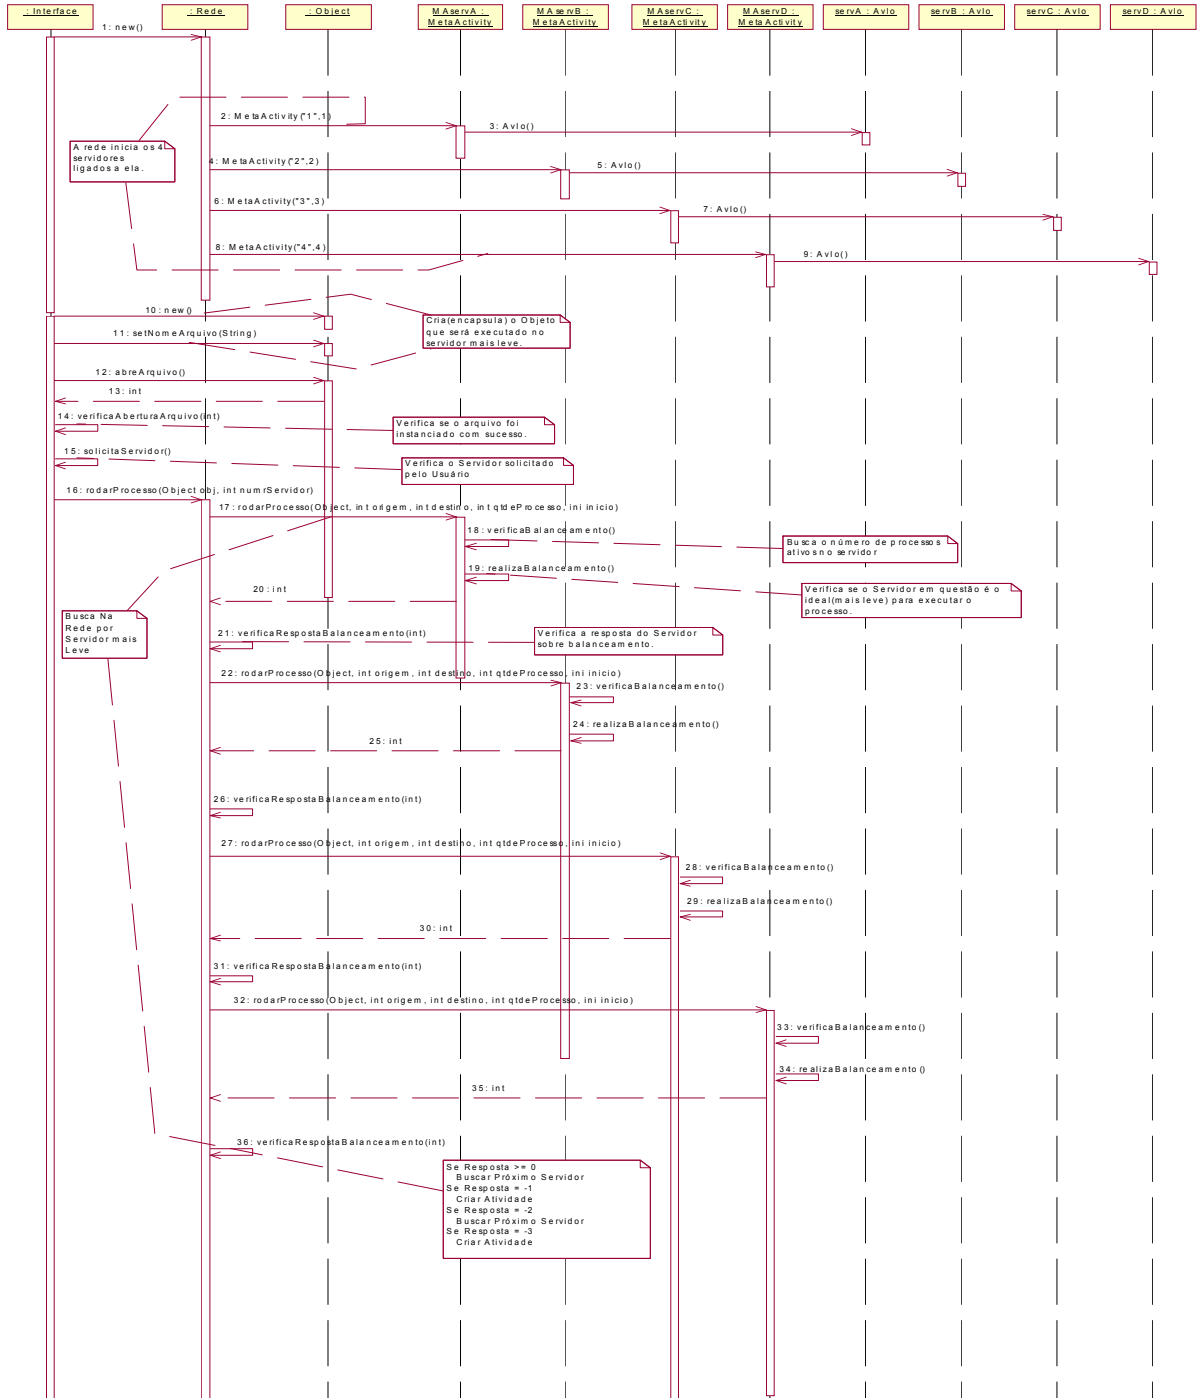 : Interface
: Rede
: Object
MAservA :
MetaActivity
MAservB :
MetaActivity
MAservC :
MetaActivity
MAservD :
MetaActivity
servA : Avlo
servB : Avlo
servC : Avlo
servD : Avlo
1: new()
2: MetaActivity("1",1)
3: Avlo()
A rede inicia os 4
servidores
ligados a ela.
4: MetaActivity("2",2)
5: Avlo()
6: MetaActivity("3",3)
7: Avlo()
8: MetaActivity("4",4)
9: Avlo()
10: new()
Cria(encapsula) o Objeto
que será executado no
servidor mais leve.
11: setNomeArquivo(String)
12: abreArquivo()
13: int
14: verificaAberturaArquivo(int)
Verifica se o arquivo foi
instanciado com sucesso.
15: solicitaServidor()
Verifica o Servidor solicitado
pelo Usuário
16: rodarProcesso(Object obj, int numrServidor)
17: rodarProcesso(Object, int origem, int destino, int qtdeProcesso, ini inicio)
18: verificaBalanceamento()
Busca o número de processos
ativos no servidor
19: realizaBalanceamento()
Verifica se o Servidor em questão é o
ideal(mais leve) para executar o
processo.
20: int
Busca Na
Rede por
Servidor mais
Leve
21: verificaRespostaBalanceamento(int)
Verifica a resposta do Servidor
sobre balanceamento.
22: rodarProcesso(Object, int origem, int destino, int qtdeProcesso, ini inicio)
23: verificaBalanceamento()
24: realizaBalanceamento()
25: int
26: verificaRespostaBalanceamento(int)
27: rodarProcesso(Object, int origem, int destino, int qtdeProcesso, ini inicio)
28: verificaBalanceamento()
29: realizaBalanceamento()
30: int
31: verificaRespostaBalanceamento(int)
32: rodarProcesso(Object, int origem, int destino, int qtdeProcesso, ini inicio)
33: verificaBalanceamento()
34: realizaBalanceamento()
35: int
36: verificaRespostaBalanceamento(int)
Se Resposta >= 0
Buscar Próximo Servidor
Se Resposta = -1
Criar Atividade
Se Resposta = -2
Buscar Próximo Servidor
Se Resposta = -3
Criar Atividade